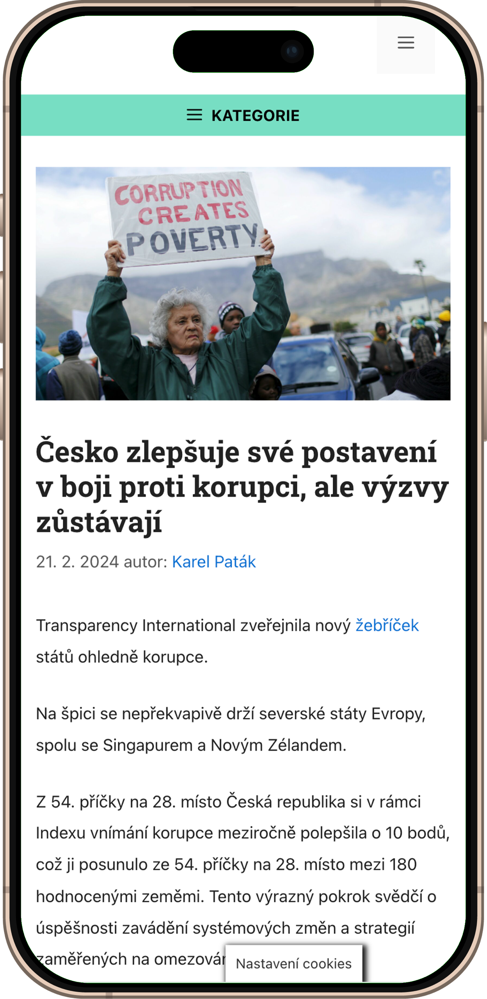 KATEGORIE
CORRUPTION
CREATES
POVERTY
Česko zlepšuje své postavení
v boji proti korupci, ale výzvy
zůstávají
21. 2. 2024 autor: Karel Paták
Transparency International zveřejnila nový žebříček
států ohledně korupce.
Na špici se nepřekvapivě drží severské státy Evropy,
spolu se Singapurem a Novým Zélandem.
Z 54. příčky na 28. místo Česká republika si v rámci
Indexu vnímání korupce meziročně polepšila o 10 bodů,
což ji posunulo ze 54. příčky na 28. místo mezi 180
hodnocenými zeměmi. Tento výrazný pokrok svědčí o
úspěšnosti zavádění systémových změn a strategií
zaměřených na
Nastavení cookies